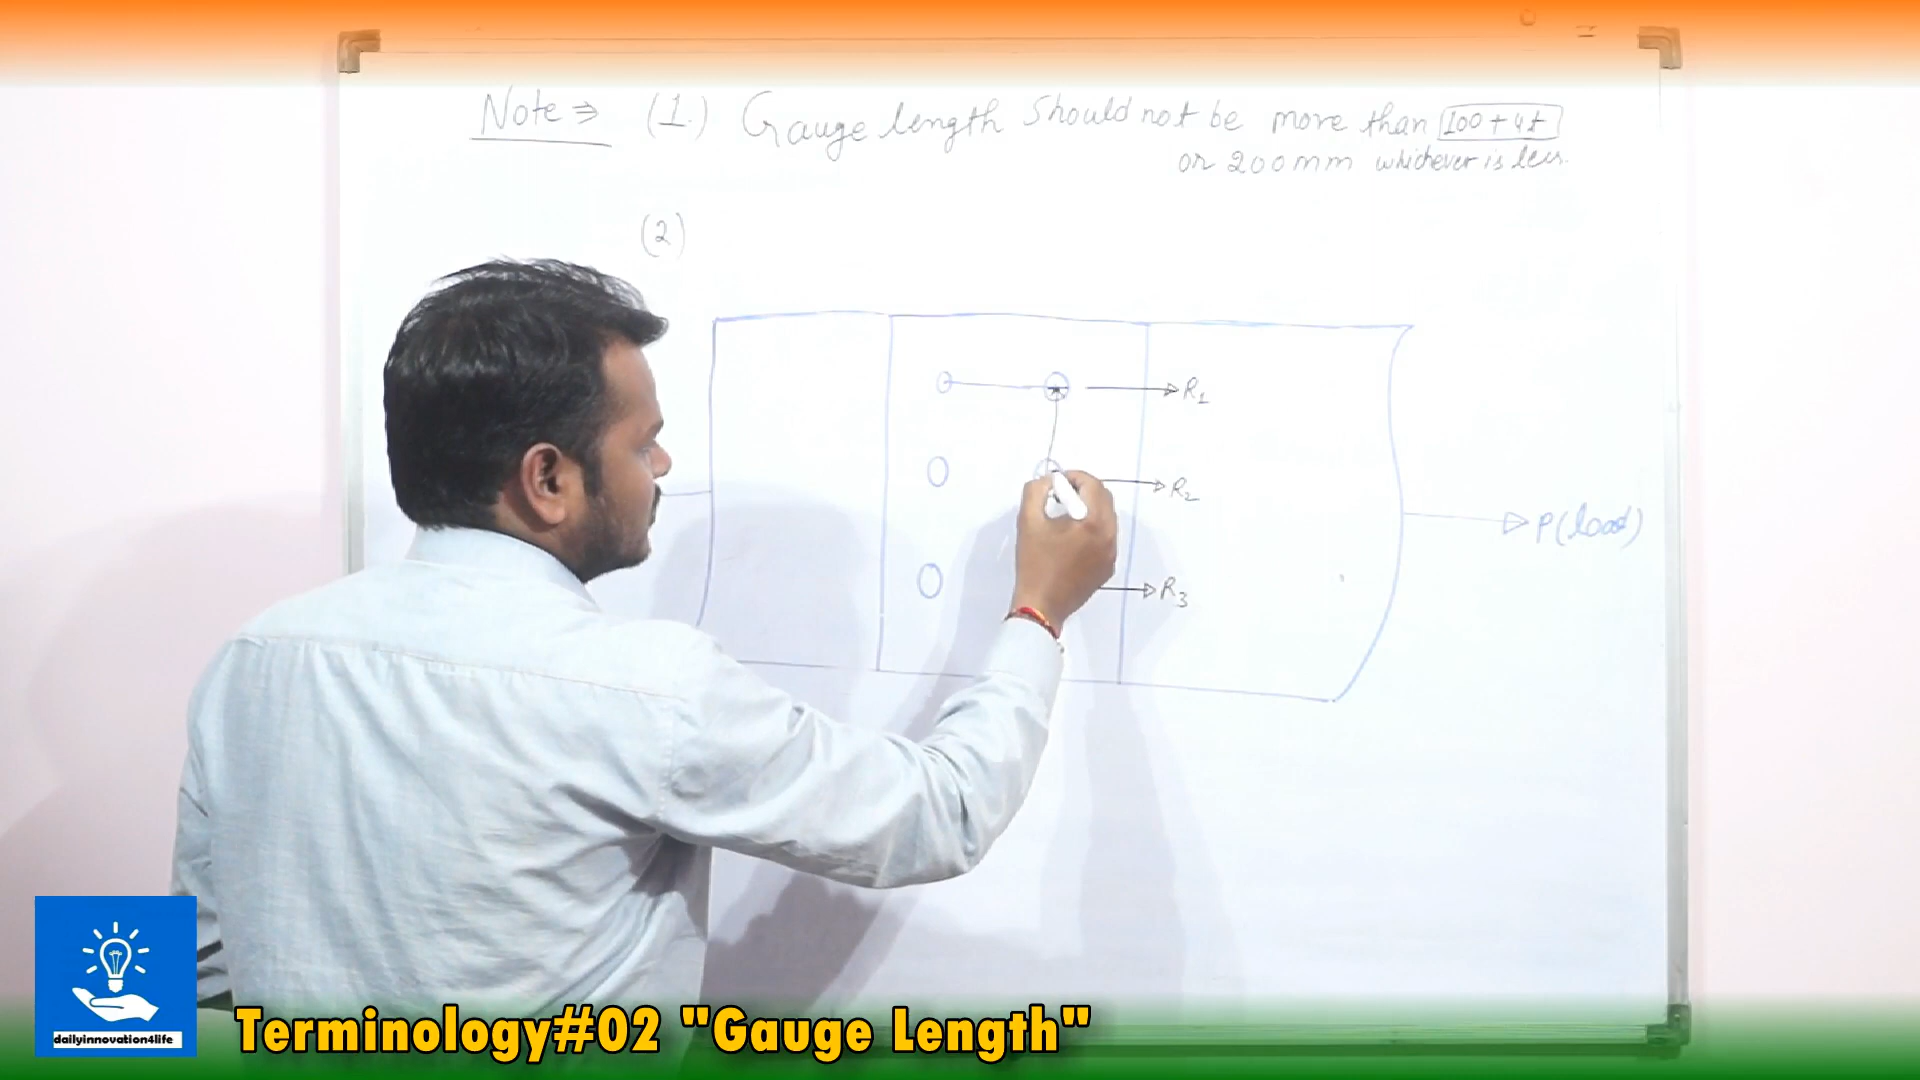 Note ⇒ (1.) Gauge length should not be more than 100 + 4t
or 200mm whichever is less.
(2)
R1
R2
P(load)
R3
dailyinnovation4life
Terminology#02 "Gauge Length"